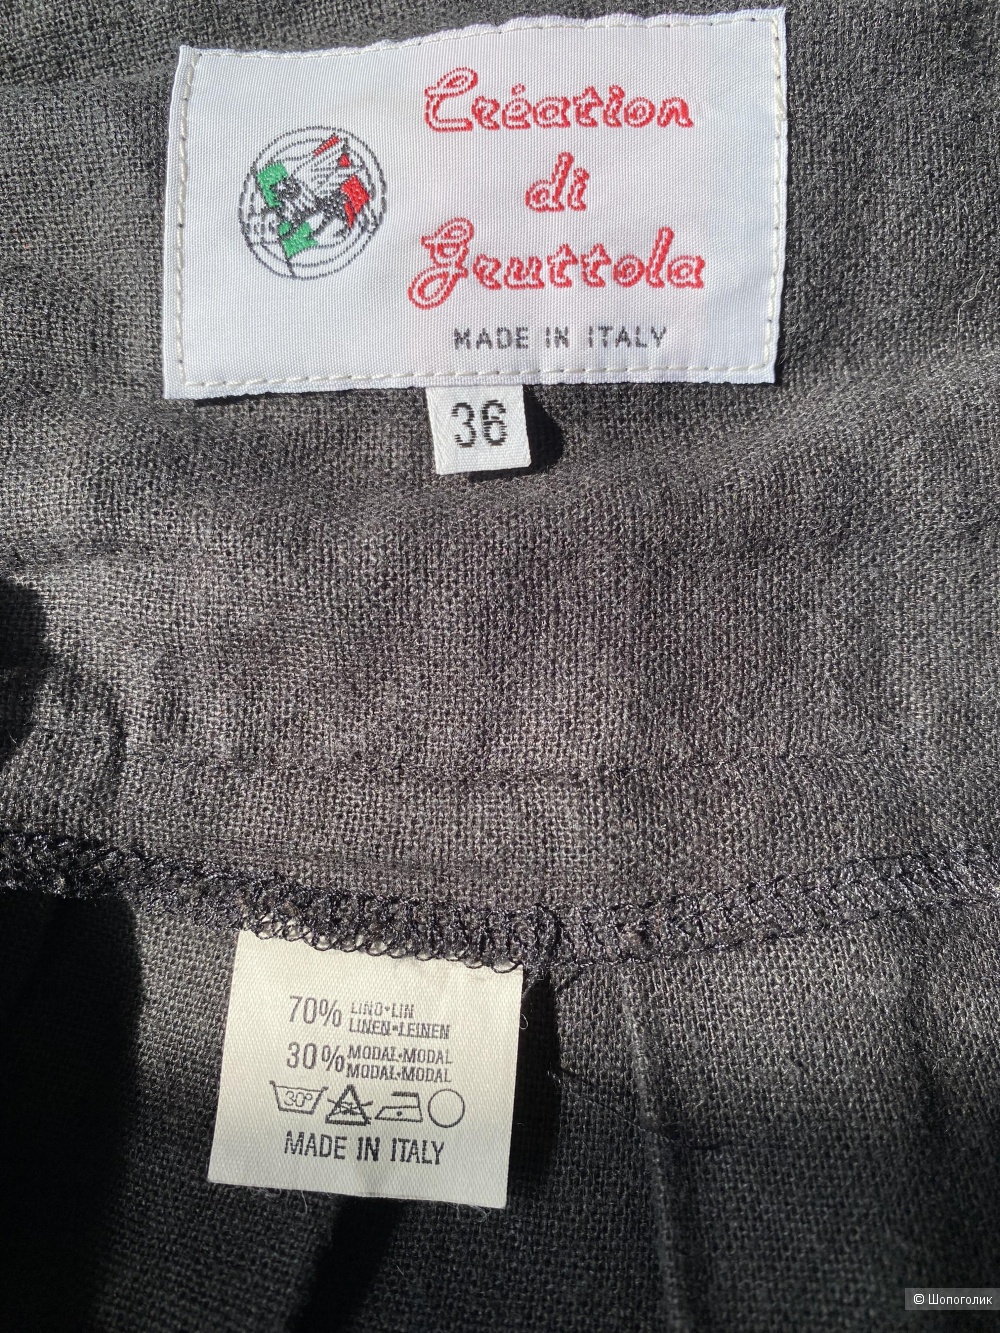 Création
di
Gruttola
MADE IN ITALY
36
70% LINO-LIN
LINEN-LEINEN
30% MODAL-MODAL
MODAL-MODAL
30°
MADE IN ITALY
© Шопоголик